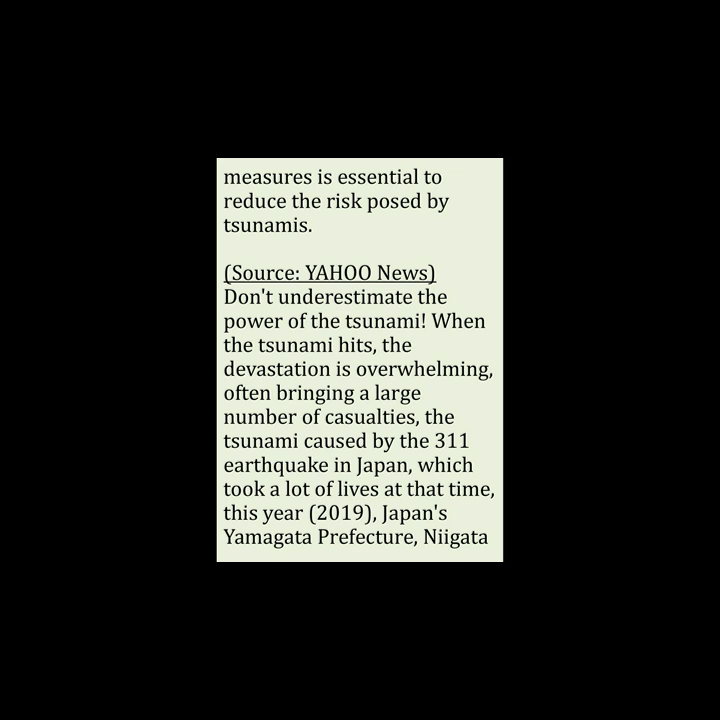 measures is essential to
reduce the risk posed by
tsunamis.
(Source: YAHOO News)
Don't underestimate the
power of the tsunami! When
the tsunami hits, the
devastation is overwhelming,
often bringing a large
number of casualties, the
tsunami caused by the 311
earthquake in Japan, which
took a lot of lives at that time,
this year (2019), Japan's
Yamagata Prefecture, Niigata